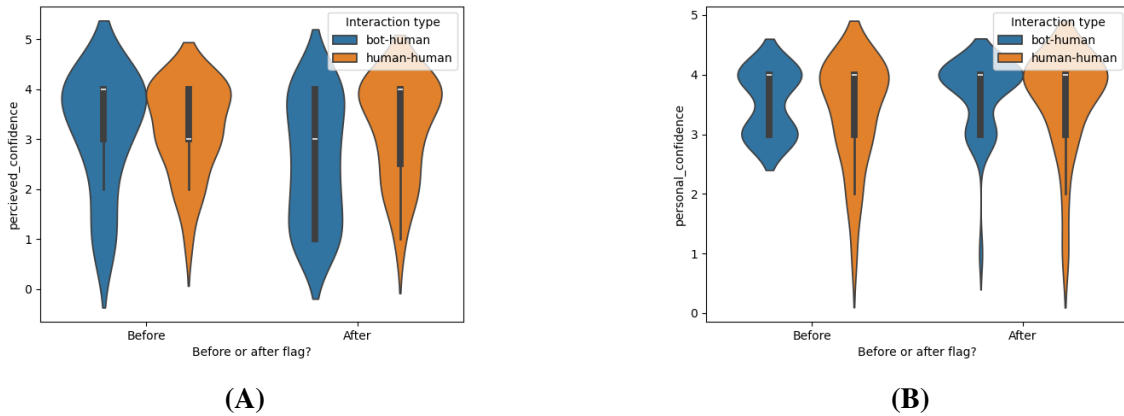 Interaction type
bot-human
human-human
5
4
3
2
1
0
percieved_confidence
Before
After
Before or after flag?
(A)
Interaction type
bot-human
human-human
5
4
3
2
1
0
personal_confidence
Before
After
Before or after flag?
(B)